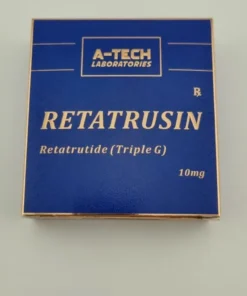 A-TECH
LABORATORIES
℞
RETATRUSIN
Retatrutide (Triple G)
10mg